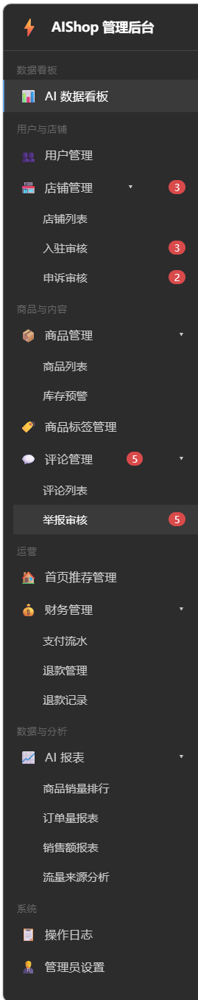 AIShop 管理后台
数据看板
AI 数据看板
用户与店铺
用户管理
店铺管理 3
店铺列表
入驻审核 3
申诉审核 2
商品与内容
商品管理
商品列表
库存预警
商品标签管理
评论管理 5
评论列表
举报审核 5
运营
首页推荐管理
财务管理
支付流水
退款管理
退款记录
数据与分析
AI 报表
商品销量排行
订单量报表
销售额报表
流量来源分析
系统
操作日志
管理员设置